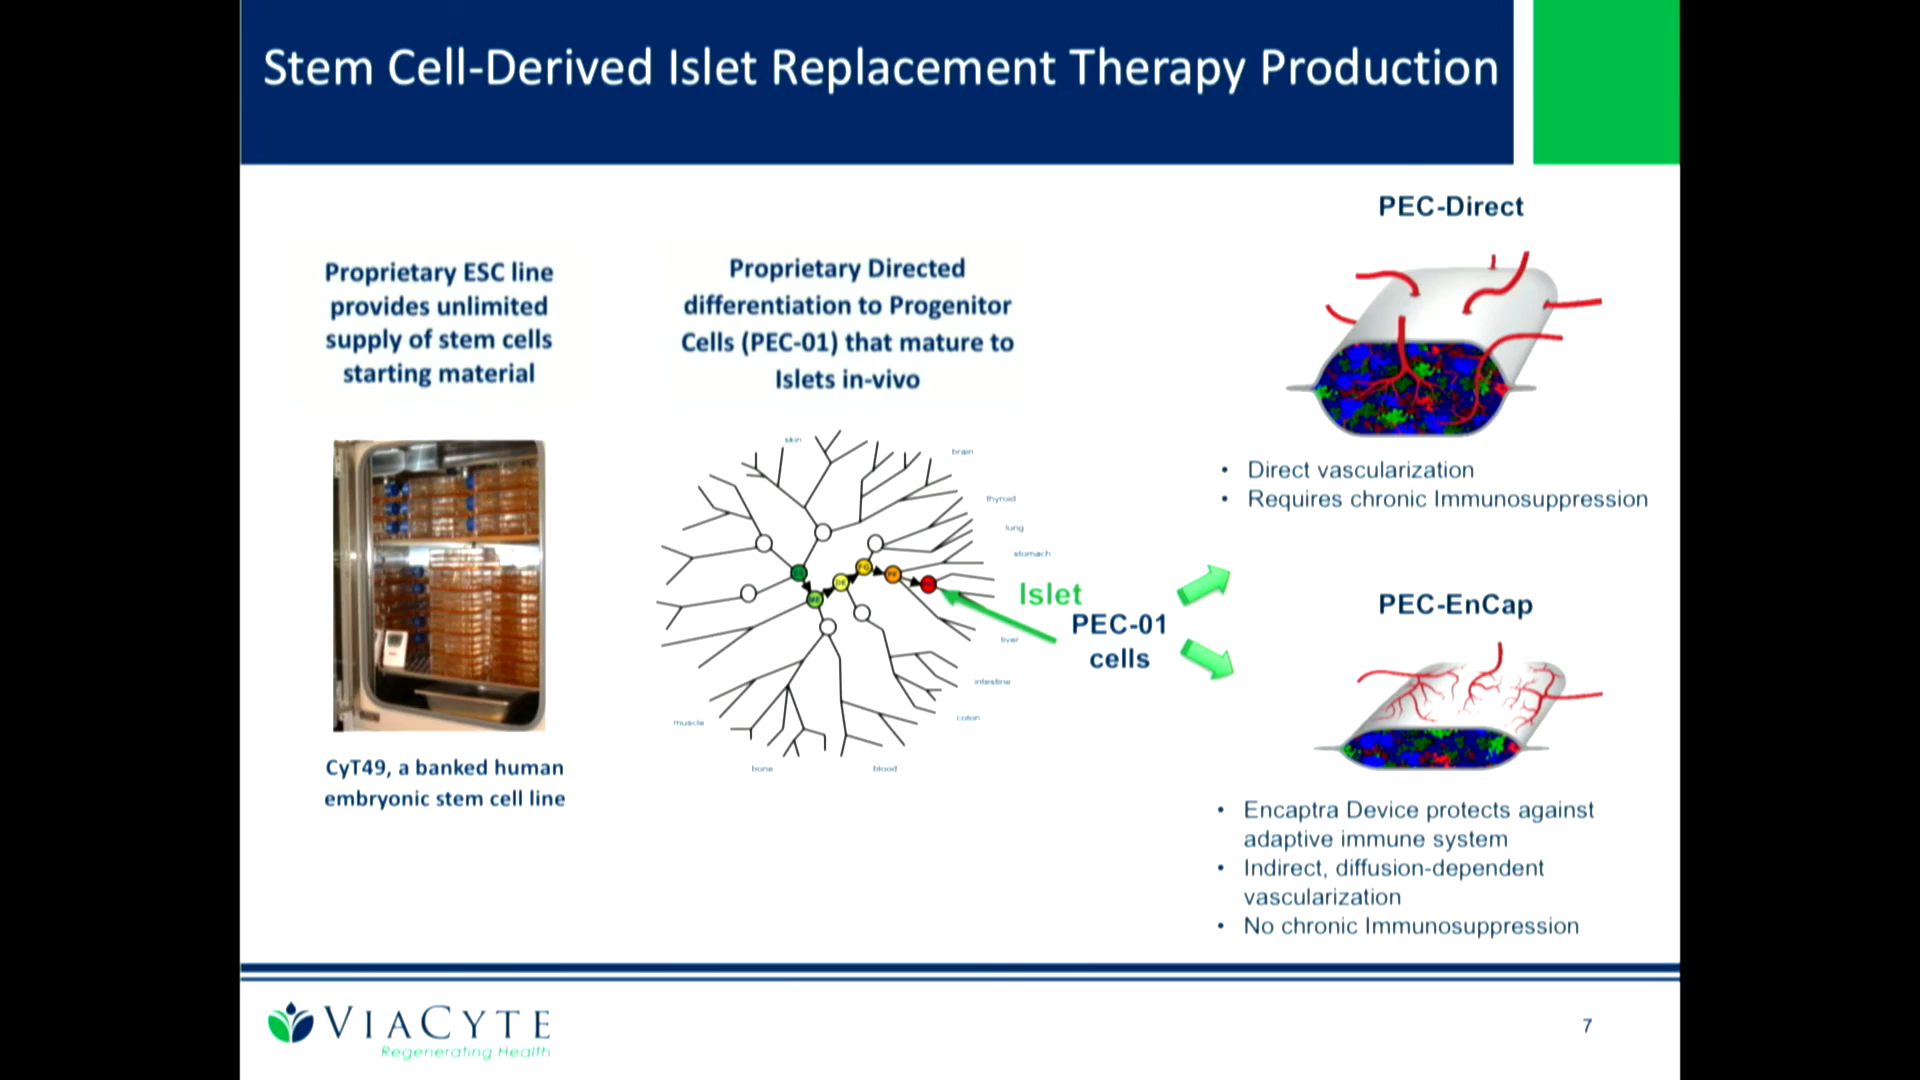 Stem Cell-Derived Islet Replacement Therapy Production
Proprietary ESC line
provides unlimited
supply of stem cells
starting material
CyT49, a banked human
embryonic stem cell line
Proprietary Directed
differentiation to Progenitor
Cells (PEC-01) that mature to
Islets in-vivo
skin
brain
thyroid
lung
stomach
liver
intestine
colon
blood
bone
muscle
Islet
PEC-01
cells
PEC-Direct
• Direct vascularization
• Requires chronic Immunosuppression
PEC-EnCap
• Encaptra Device protects against
adaptive immune system
• Indirect, diffusion-dependent
vascularization
• No chronic Immunosuppression
VIACYTE
Regenerating Health
7